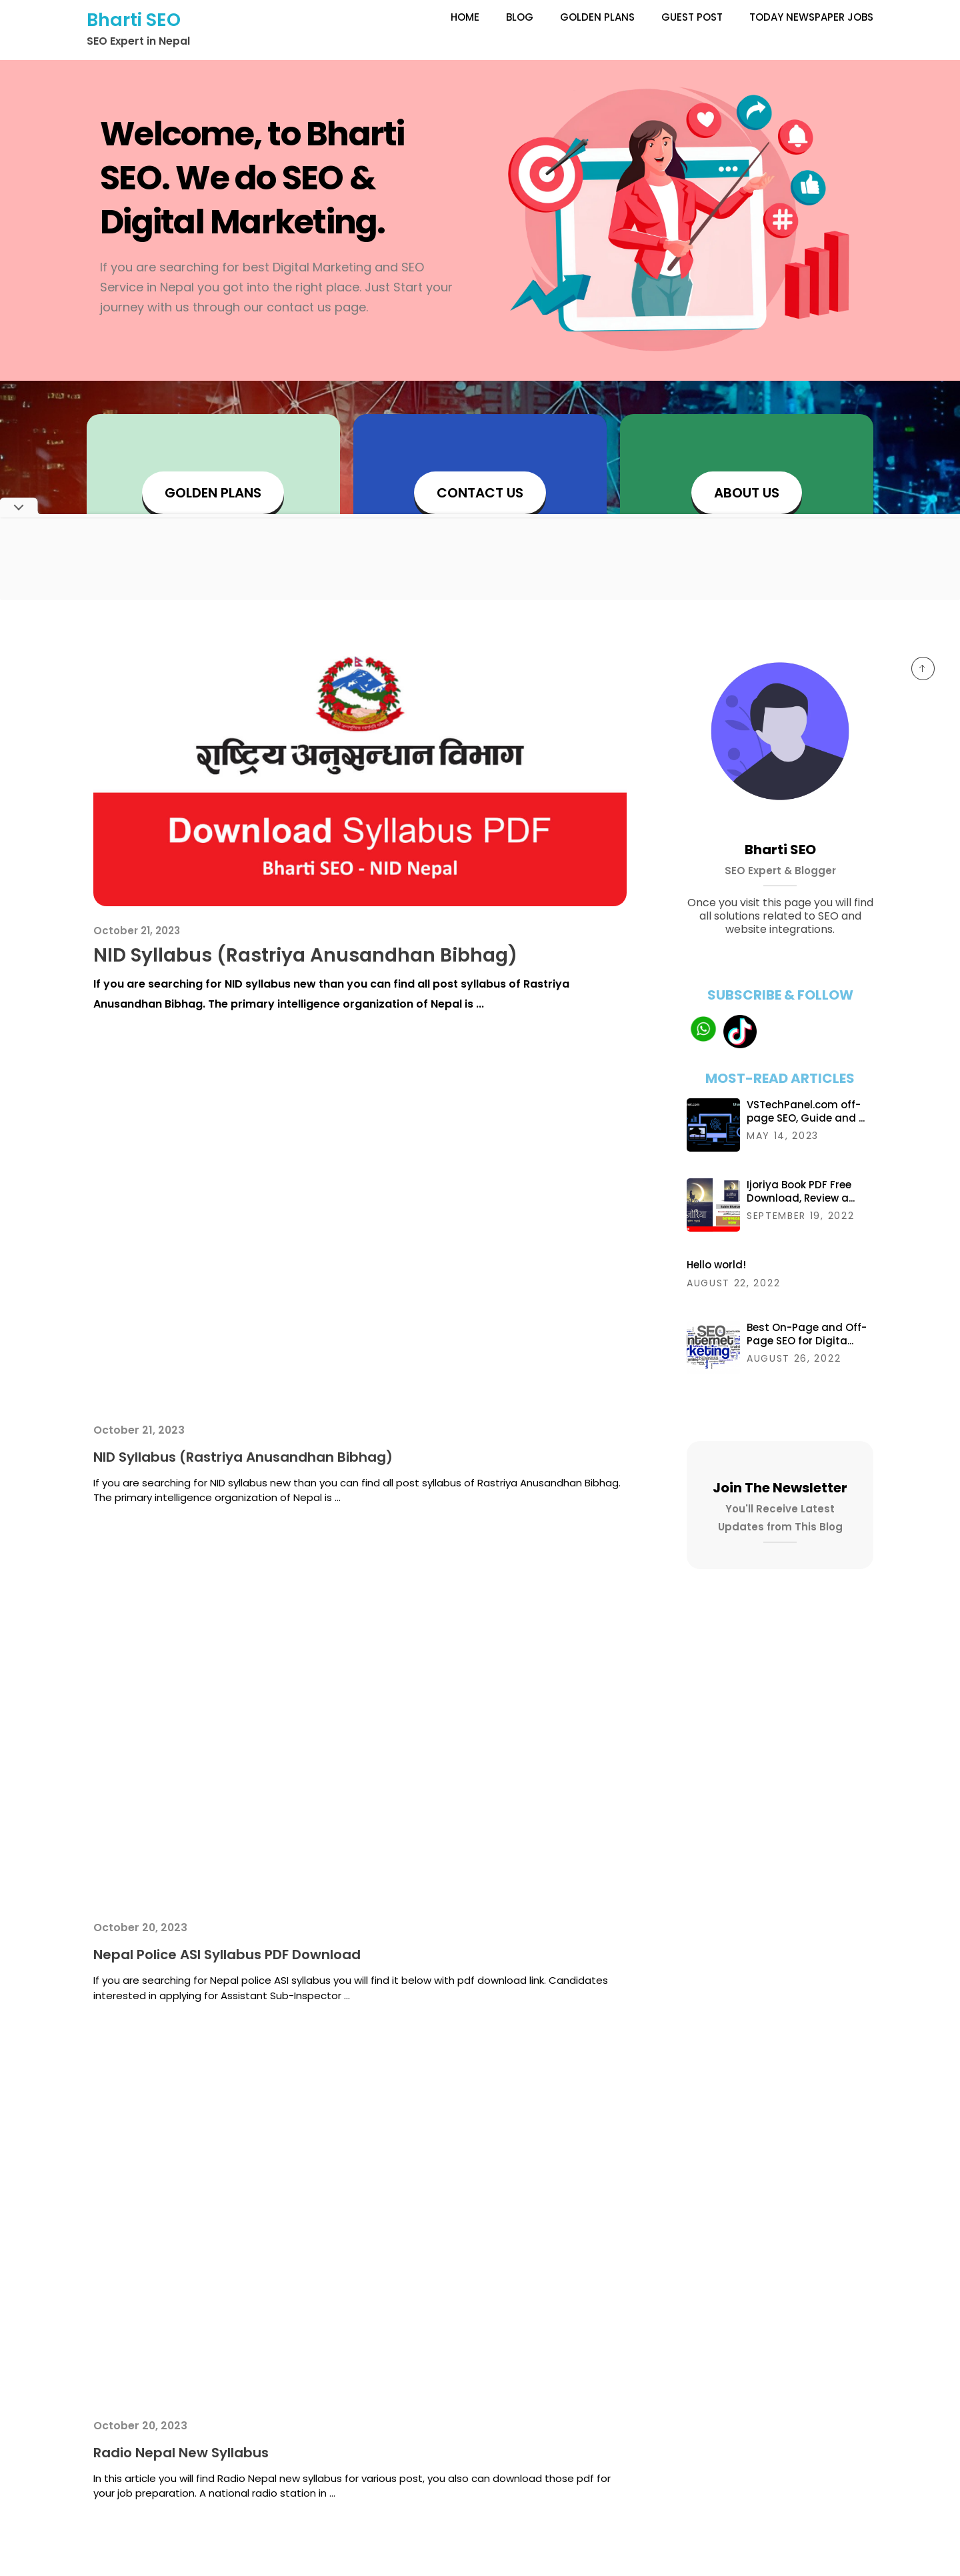 Bharti SEO
SEO Expert in Nepal
HOME
BLOG
GOLDEN PLANS
GUEST POST
TODAY NEWSPAPER JOBS
Welcome, to Bharti
SEO. We do SEO &
Digital Marketing.
If you are searching for best Digital Marketing and SEO
Service in Nepal you got into the right place. Just Start your
journey with us through our contact us page.
GOLDEN PLANS
CONTACT US
ABOUT US
राष्ट्रिय अनुसन्धान विभाग
Download Syllabus PDF
Bharti SEO - NID Nepal
October 21, 2023
NID Syllabus (Rastriya Anusandhan Bibhag)
If you are searching for NID syllabus new than you can find all post syllabus of Rastriya
Anusandhan Bibhag. The primary intelligence organization of Nepal is ...
October 21, 2023
NID Syllabus (Rastriya Anusandhan Bibhag)
If you are searching for NID syllabus new than you can find all post syllabus of Rastriya Anusandhan Bibhag.
The primary intelligence organization of Nepal is ...
October 20, 2023
Nepal Police ASI Syllabus PDF Download
If you are searching for Nepal police ASI syllabus you will find it below with pdf download link. Candidates
interested in applying for Assistant Sub-Inspector ...
October 20, 2023
Radio Nepal New Syllabus
In this article you will find Radio Nepal new syllabus for various post, you also can download those pdf for
your job preparation. A national radio station in ...
Bharti SEO
SEO Expert & Blogger
Once you visit this page you will find
all solutions related to SEO and
website integrations.
SUBSCRIBE & FOLLOW
MOST-READ ARTICLES
VSTechPanel.com off-
page SEO, Guide and ...
MAY 14, 2023
Ijoriya Book PDF Free
Download, Review a...
SEPTEMBER 19, 2022
Hello world!
AUGUST 22, 2022
SEO
nternet
rketing
Best On-Page and Off-
Page SEO for Digita...
AUGUST 26, 2022
Join The Newsletter
You'll Receive Latest
Updates from This Blog